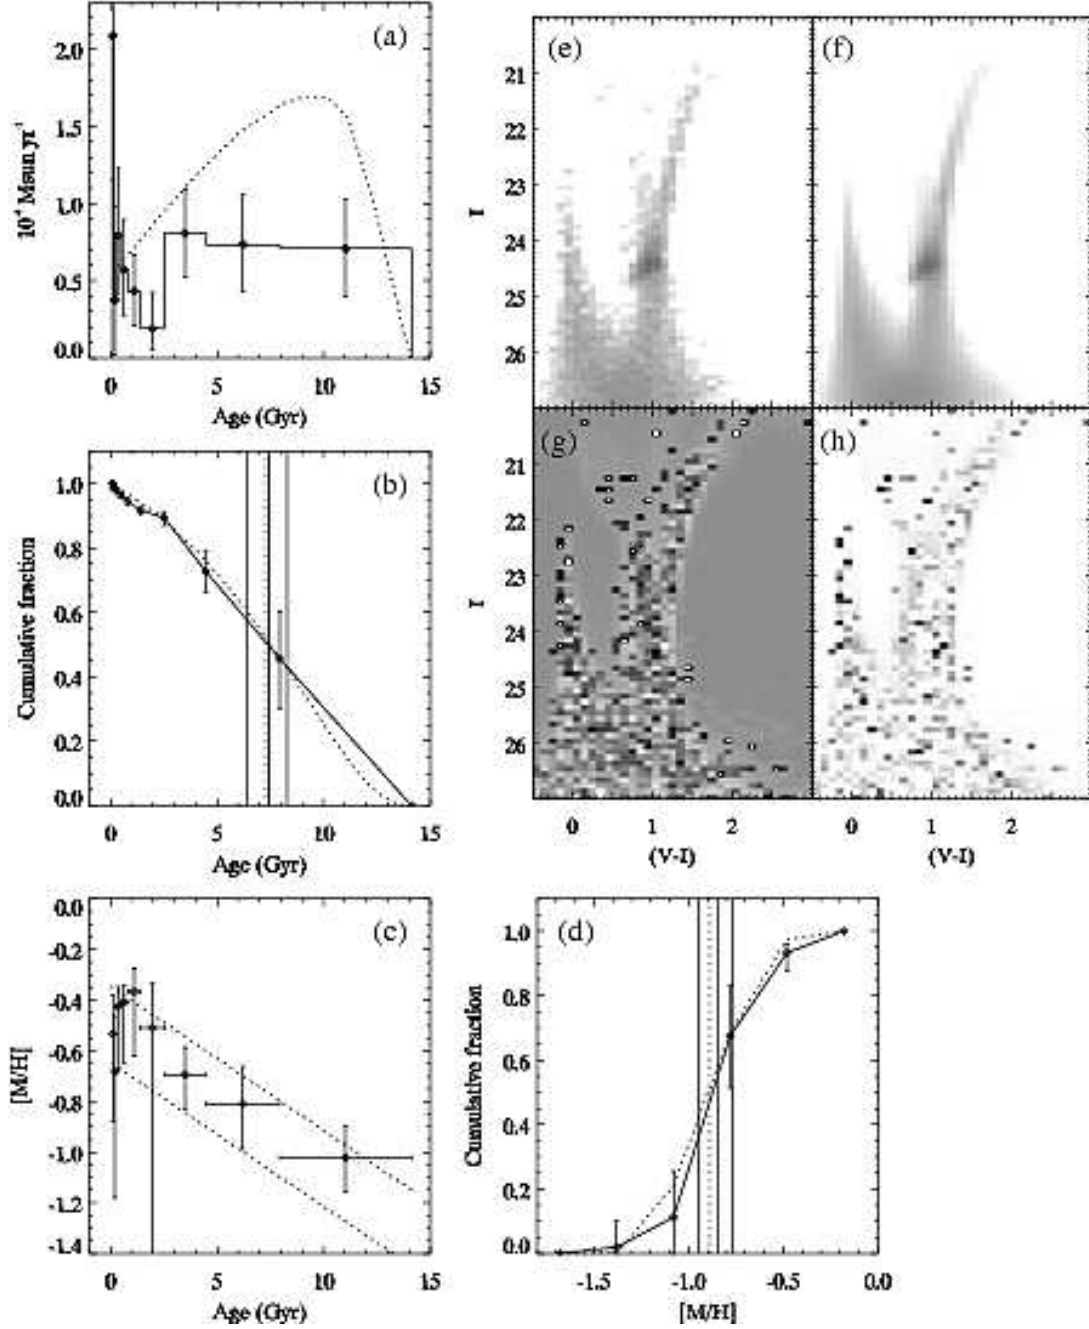 (a)
2.0
1.5
1.0
0.5
0.0
10⁻⁴ Msun yr⁻¹
0 5 10 15
Age (Gyr)
(b)
1.0
0.8
0.6
0.4
0.2
0.0
Cumulative fraction
0 5 10 15
Age (Gyr)
(c)
0.0
-0.2
-0.4
-0.6
-0.8
-1.0
-1.2
-1.4
[M/H]
0 5 10 15
Age (Gyr)
(e)
(f)
21
22
23
24
25
26
I
(g)
(h)
21
22
23
24
25
26
I
0 1 2
(V-I)
0 1 2
(V-I)
(d)
1.0
0.8
0.6
0.4
0.2
0.0
Cumulative fraction
-1.5 -1.0 -0.5 0.0
[M/H]